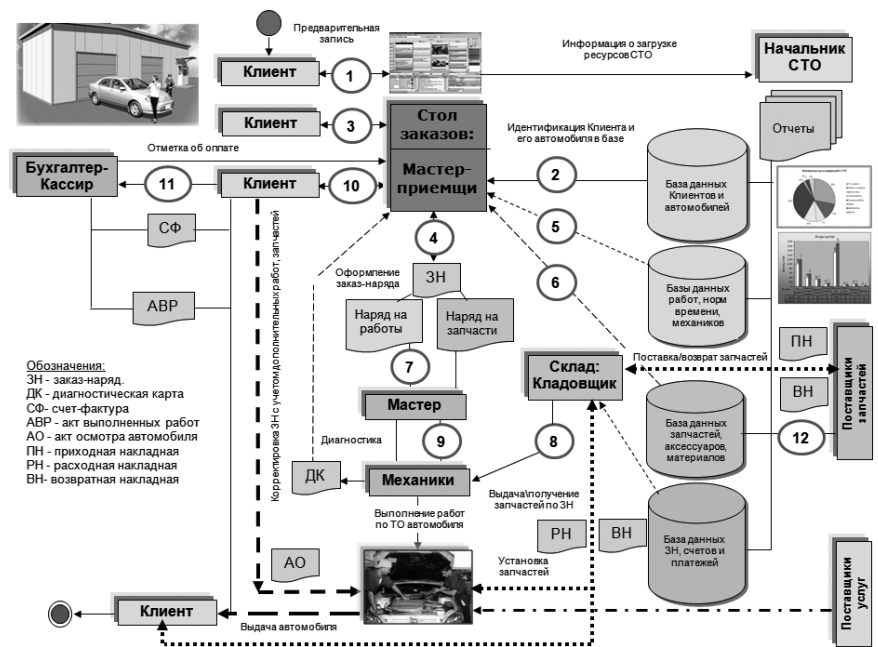 Предварительная
запись
Информация о загрузке
ресурсов СТО
Начальник
СТО
Клиент
1
Клиент
3
Стол
заказов:
Мастер-
приемщи
Идентификация Клиента и
его автомобиля в базе
Отчеты
Отметка об оплате
Бухгалтер-
Кассир
11
Клиент
10
2
База данных
Клиентов и
автомобилей
СФ
4
5
Оформление
заказ-наряда
ЗН
6
Базы данных
работ, норм
времени,
механиков
АВР
Наряд на
работы
Наряд на
запчасти
Корректировка ЗН с учетом дополнительных работ, запчастей
7
Склад:
Кладовщик
Поставка/возврат запчастей
ПН
ВН
Поставщики
запчастей
Обозначения:
ЗН - заказ-наряд.
ДК - диагностическая карта
СФ- счет-фактура
АВР - акт выполненных работ
АО - акт осмотра автомобиля
ПН - приходная накладная
РН - расходная накладная
ВН- возвратная накладная
Мастер
Диагностика
9
8
База данных
запчастей,
аксессуаров,
материалов
12
ДК
Механики
Выдача\получение
запчастей по ЗН
Выполнение работ
по ТО автомобиля
РН
ВН
База данных
ЗН, счетов и
платежей
АО
Установка
запчастей
Поставщики
услуг
Клиент
Выдача автомобиля